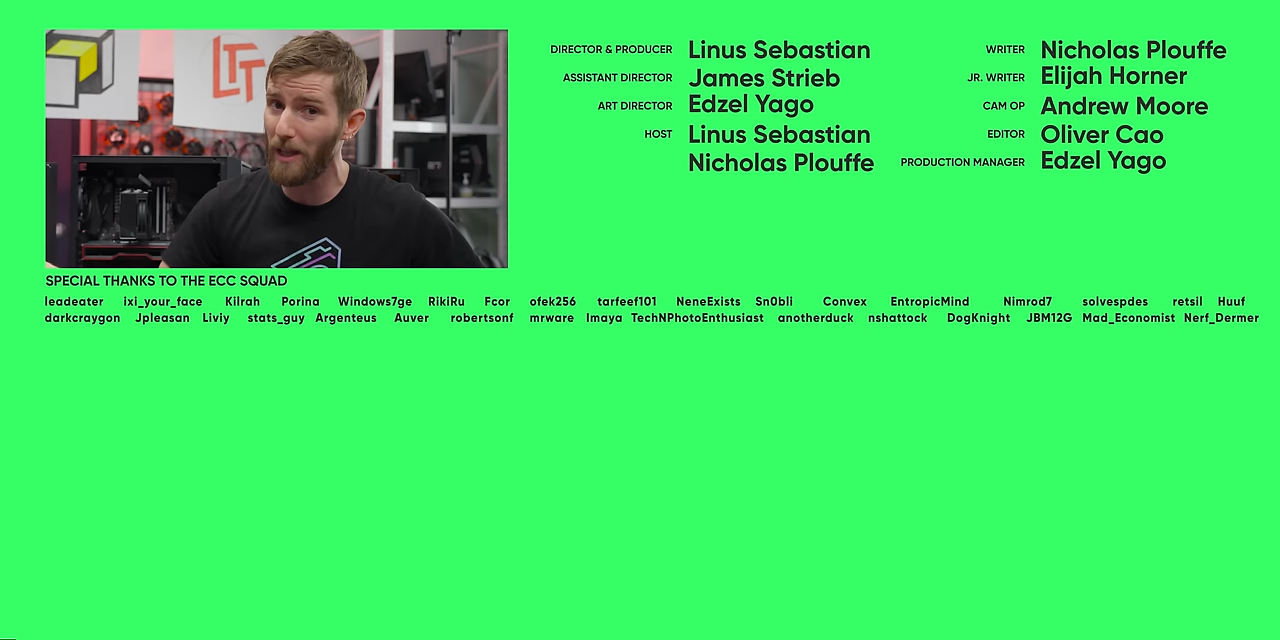 LTT
DIRECTOR & PRODUCER Linus Sebastian
ASSISTANT DIRECTOR James Strieb
ART DIRECTOR Edzel Yago
HOST Linus Sebastian
Nicholas Plouffe
WRITER Nicholas Plouffe
JR. WRITER Elijah Horner
CAM OP Andrew Moore
EDITOR Oliver Cao
PRODUCTION MANAGER Edzel Yago
SPECIAL THANKS TO THE ECC SQUAD
leadeater ixi_your_face Kilrah Porina Windows7ge RikiRu Fcor ofek256 tarfeef101 NeneExists Sn0bli Convex EntropicMind Nimrod7 solvespdes retsil Huuf
darkcraygon Jpleasan Liviy stats_guy Argenteus Auver robertsonf mrware Imaya TechNPhotoEnthusiast anotherduck nshattock DogKnight JBM12G Mad_Economist Nerf_Dermer